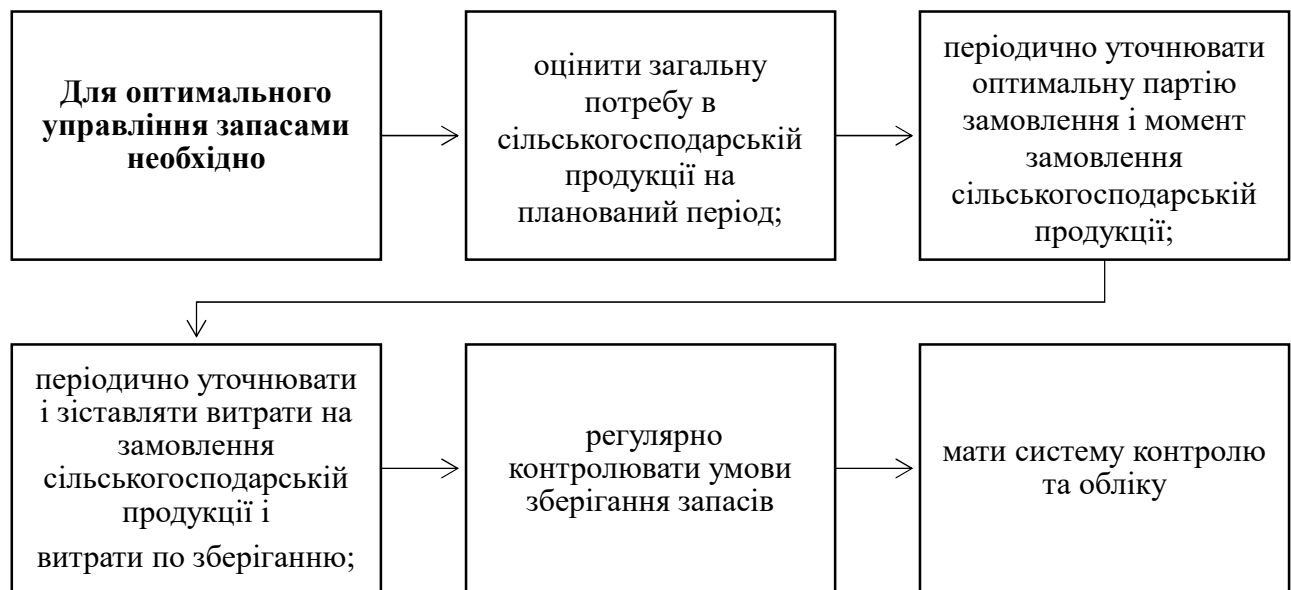 Для оптимального
управління запасами
необхідно
оцінити загальну
потребу в
сільськогосподарській
продукції на
планований період;
періодично уточнювати
оптимальну партію
замовлення і момент
замовлення
сільськогосподарській
продукції;
періодично уточнювати
і зіставляти витрати на
замовлення
сільськогосподарській
продукції і
витрати по зберіганню;
регулярно
контролювати умови
зберігання запасів
мати систему контролю
та обліку